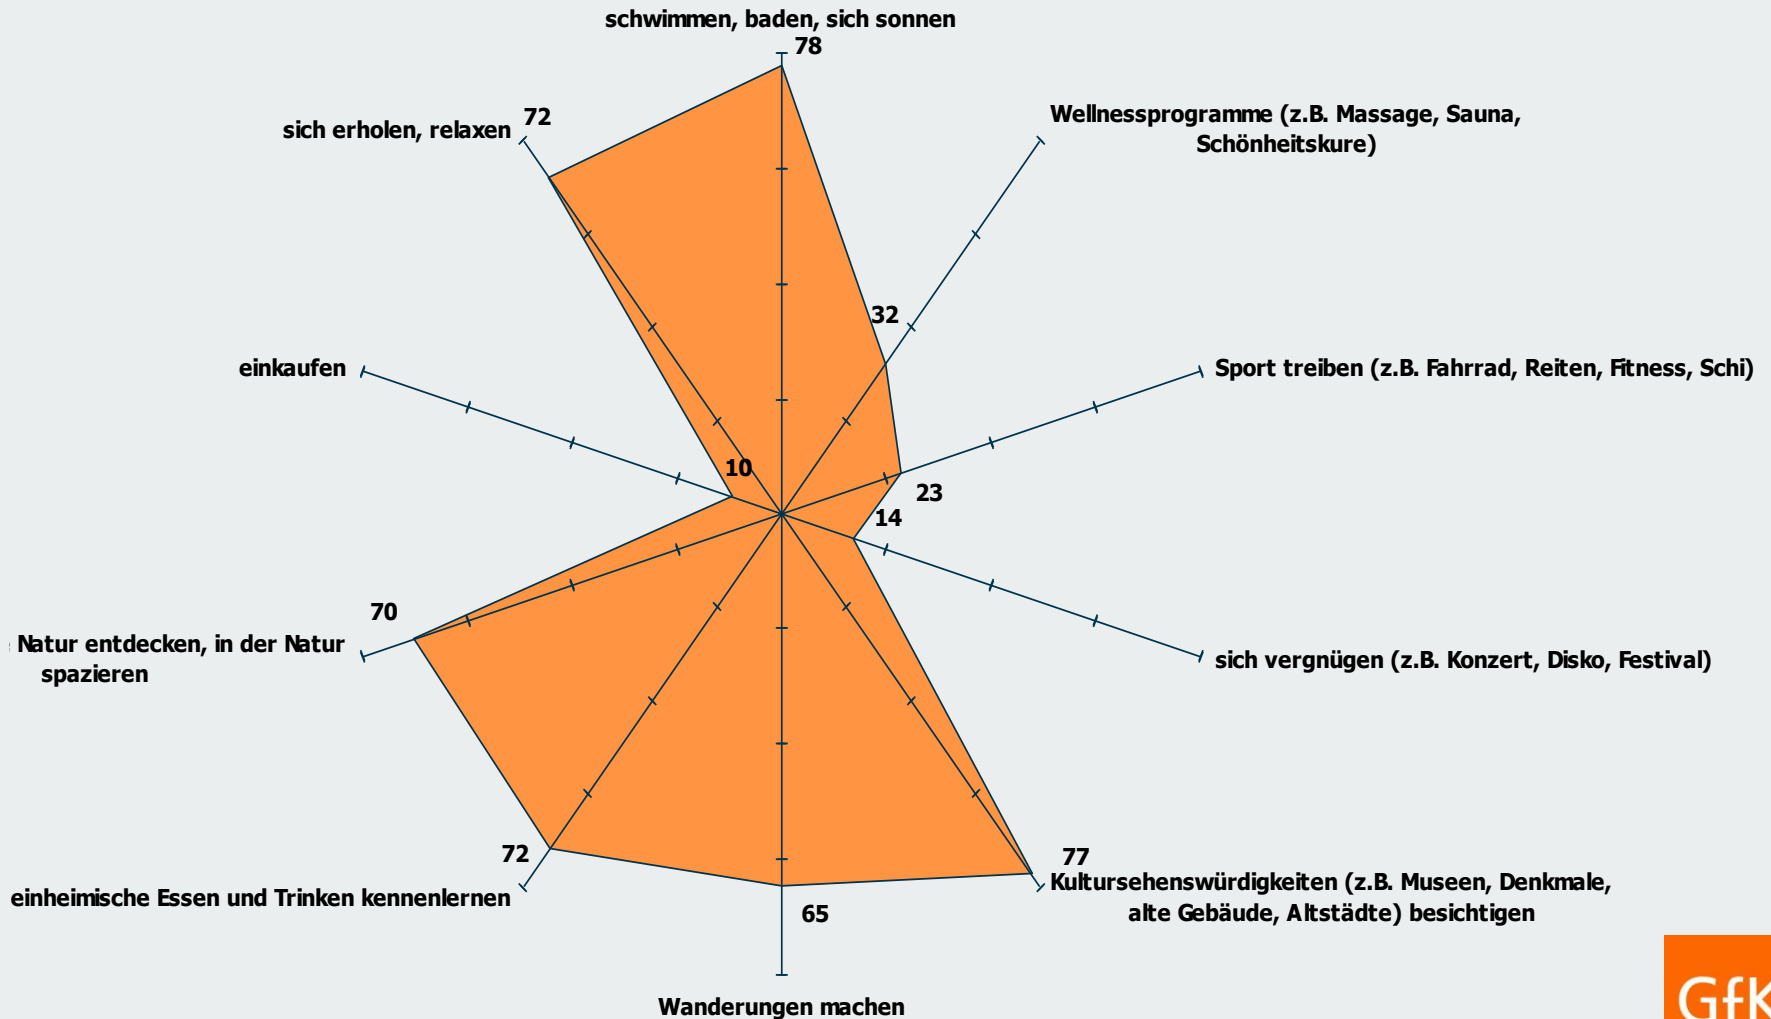 schwimmen, baden, sich sonnen
78
Wellnessprogramme (z.B. Massage, Sauna,
Schönheitskure)
72
sich erholen, relaxen
32
einkaufen
Sport treiben (z.B. Fahrrad, Reiten, Fitness, Schi)
10
23
14
70
Natur entdecken, in der Natur
spazieren
sich vergnügen (z.B. Konzert, Disko, Festival)
72
77
einheimische Essen und Trinken kennenlernen
Kultursehenswürdigkeiten (z.B. Museen, Denkmale,
alte Gebäude, Altstädte) besichtigen
65
Wanderungen machen
GfK